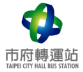 市府轉運站
TAIPEI CITY HALL BUS STATION